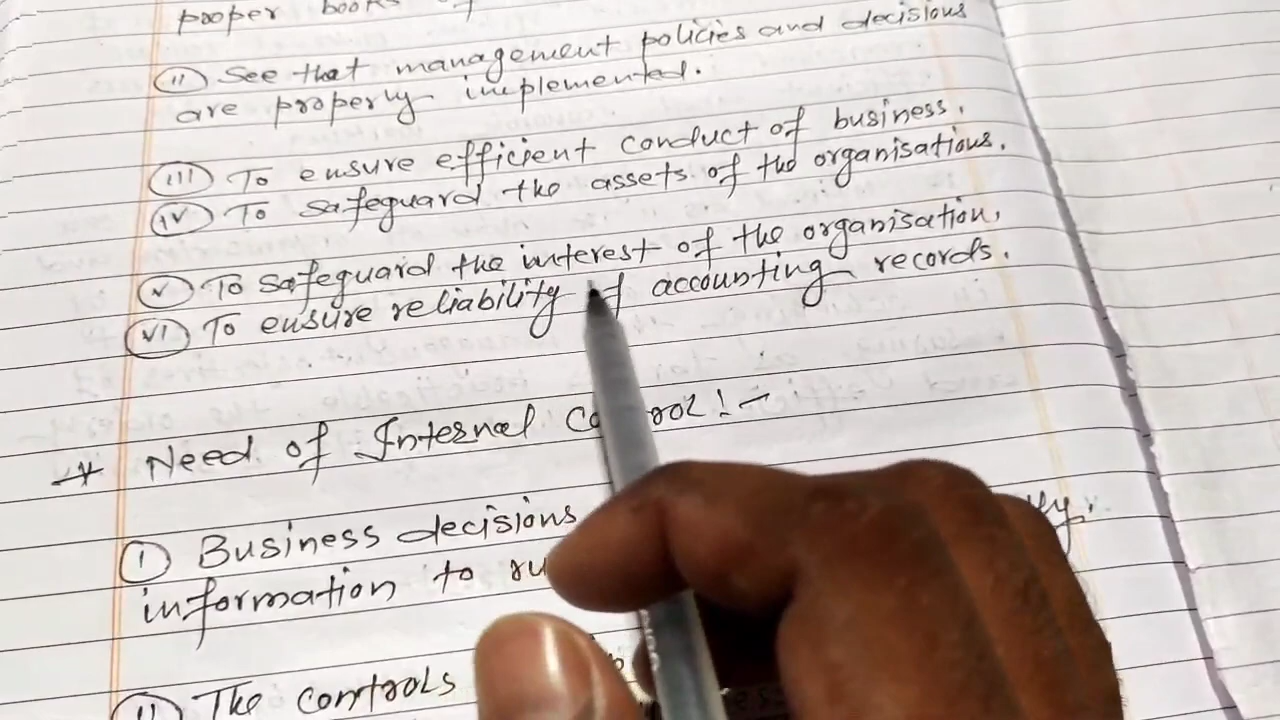 proper books of
(ii) See that management policies and decisions
are properly implemented.
(iii) To ensure efficient conduct of business.
(iv) To safeguard the assets of the organisations.
(v) To safeguard the interest of the organisation,
(vi) To ensure reliability of accounting records.
* Need of Internal Control :-
(i) Business decisions
information to
(ii) The controls